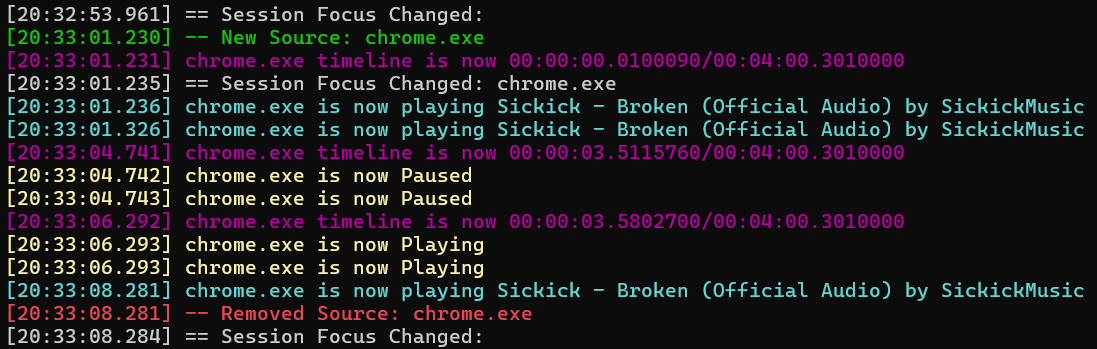 [20:32:53.961] == Session Focus Changed:
[20:33:01.230] -- New Source: chrome.exe
[20:33:01.231] chrome.exe timeline is now 00:00:00.0100090/00:04:00.3010000
[20:33:01.235] == Session Focus Changed: chrome.exe
[20:33:01.236] chrome.exe is now playing Sickick - Broken (Official Audio) by SickickMusic
[20:33:01.326] chrome.exe is now playing Sickick - Broken (Official Audio) by SickickMusic
[20:33:04.741] chrome.exe timeline is now 00:00:03.5115760/00:04:00.3010000
[20:33:04.742] chrome.exe is now Paused
[20:33:04.743] chrome.exe is now Paused
[20:33:06.292] chrome.exe timeline is now 00:00:03.5802700/00:04:00.3010000
[20:33:06.293] chrome.exe is now Playing
[20:33:06.293] chrome.exe is now Playing
[20:33:08.281] chrome.exe is now playing Sickick - Broken (Official Audio) by SickickMusic
[20:33:08.281] -- Removed Source: chrome.exe
[20:33:08.284] == Session Focus Changed: